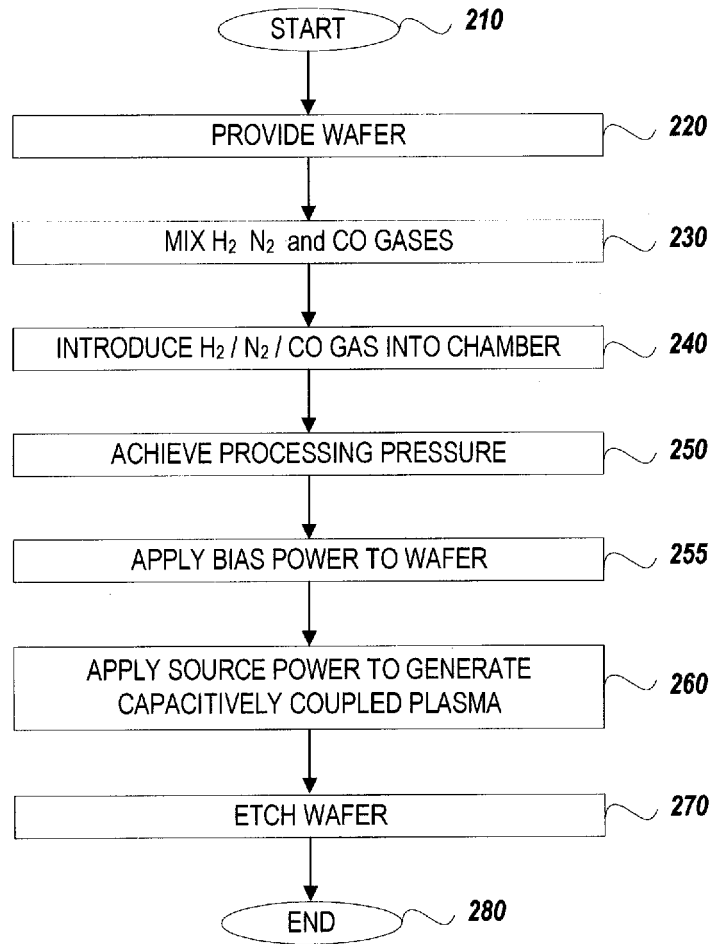 START 210
PROVIDE WAFER 220
MIX H₂ N₂ and CO GASES 230
INTRODUCE H₂ / N₂ / CO GAS INTO CHAMBER 240
ACHIEVE PROCESSING PRESSURE 250
APPLY BIAS POWER TO WAFER 255
APPLY SOURCE POWER TO GENERATE
CAPACITIVELY COUPLED PLASMA 260
ETCH WAFER 270
END 280